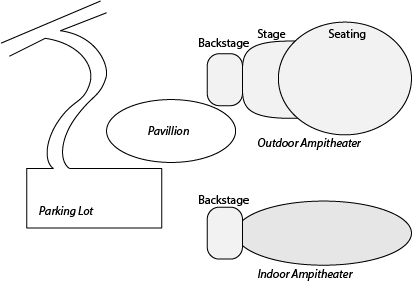 Stage
Seating
Backstage
Pavillion
Outdoor Ampitheater
Backstage
Parking Lot
Indoor Ampitheater